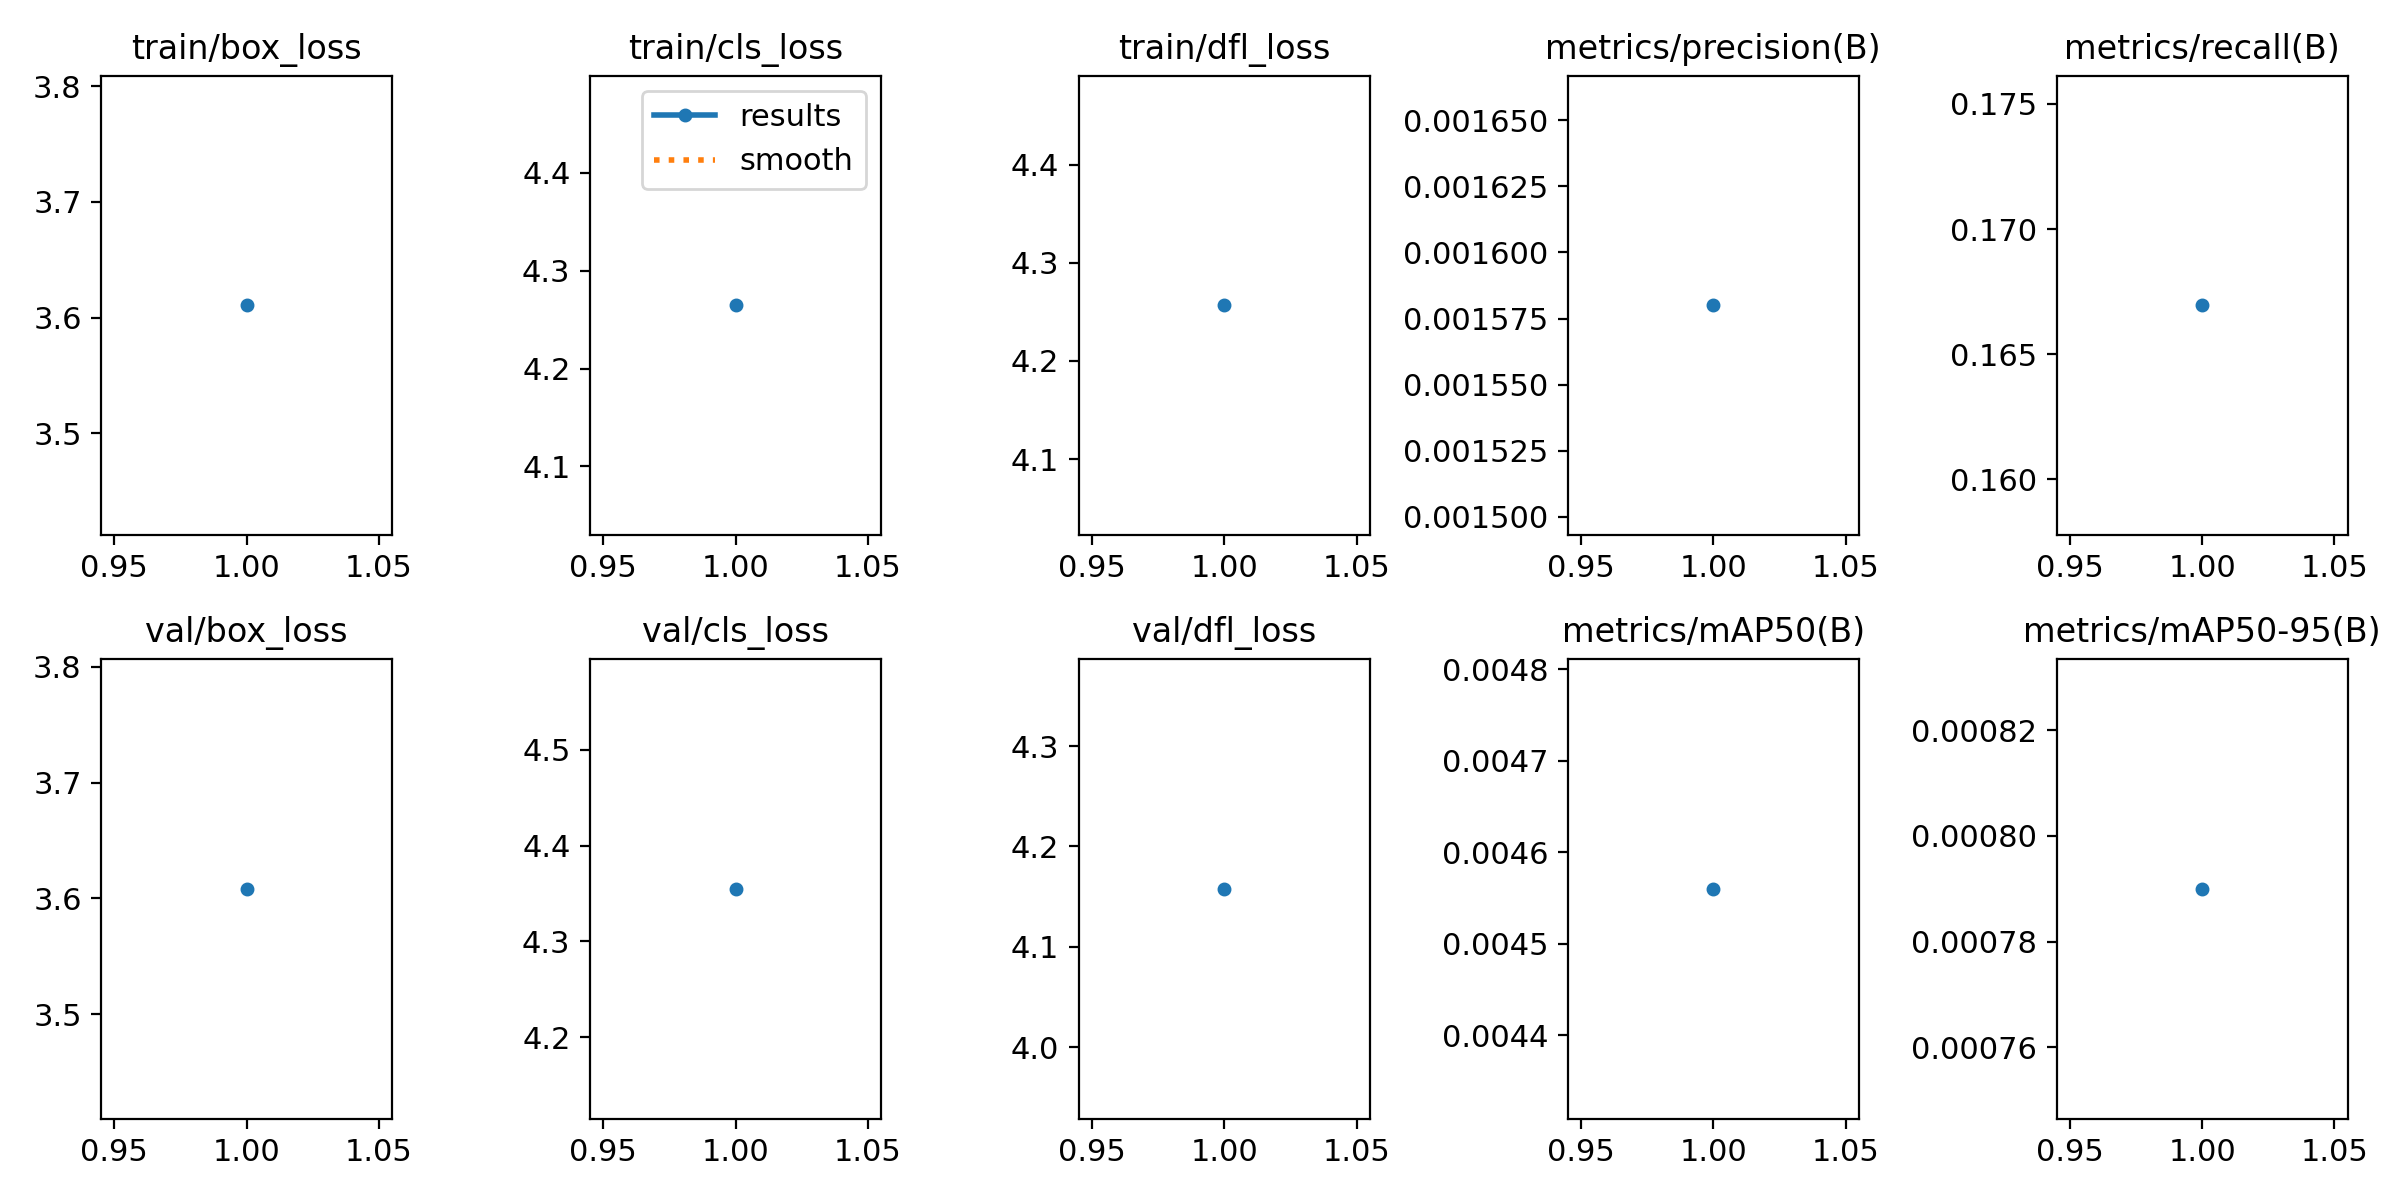 train/box_loss
3.8
3.7
3.6
3.5
0.95 1.00 1.05
train/cls_loss
results
smooth
4.4
4.3
4.2
4.1
0.95 1.00 1.05
train/dfl_loss
4.4
4.3
4.2
4.1
0.95 1.00 1.05
metrics/precision(B)
0.001650
0.001625
0.001600
0.001575
0.001550
0.001525
0.001500
0.95 1.00 1.05
metrics/recall(B)
0.175
0.170
0.165
0.160
0.95 1.00 1.05
val/box_loss
3.8
3.7
3.6
3.5
0.95 1.00 1.05
val/cls_loss
4.5
4.4
4.3
4.2
0.95 1.00 1.05
val/dfl_loss
4.3
4.2
4.1
4.0
0.95 1.00 1.05
metrics/mAP50(B)
0.0048
0.0047
0.0046
0.0045
0.0044
0.95 1.00 1.05
metrics/mAP50-95(B)
0.00082
0.00080
0.00078
0.00076
0.95 1.00 1.05